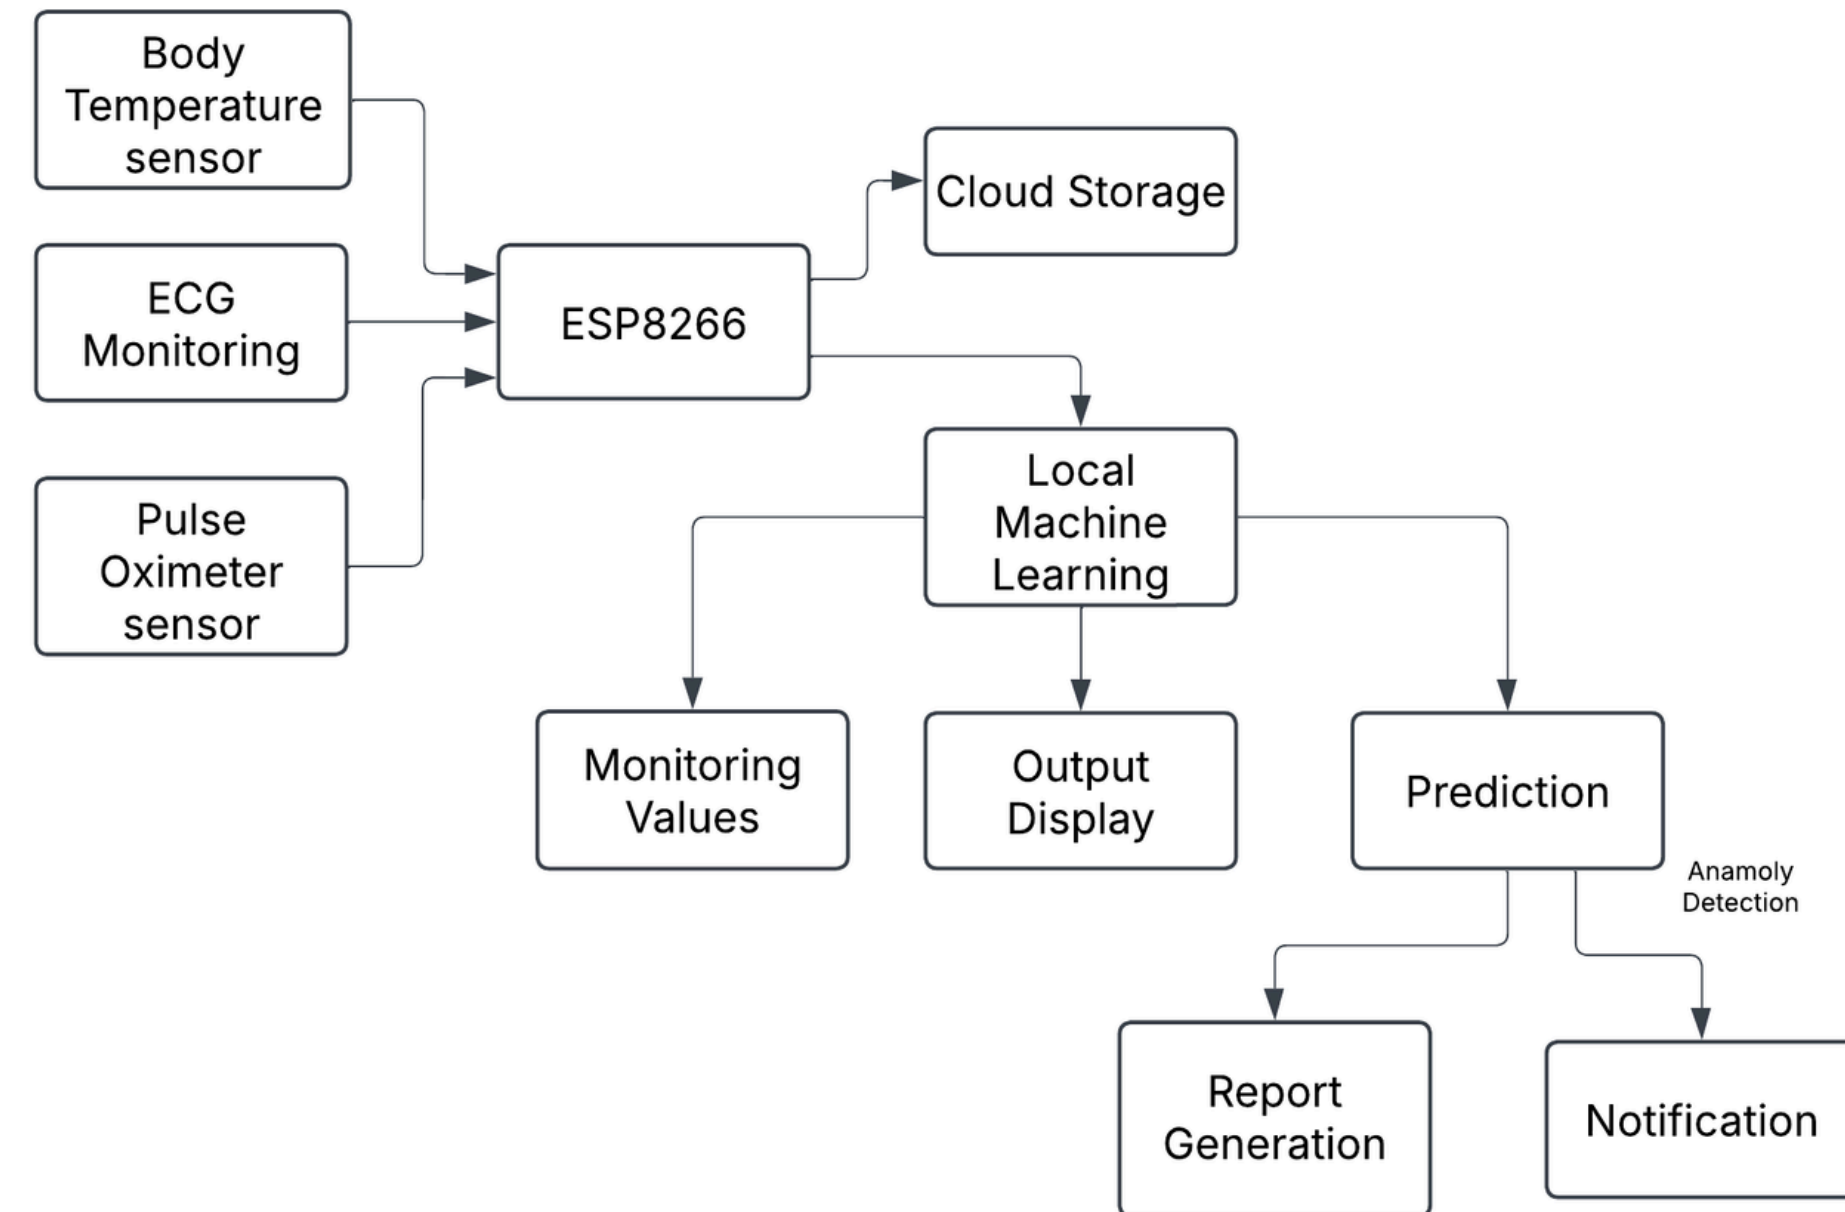 Body
Temperature
sensor
Cloud Storage
ECG
Monitoring
ESP8266
Pulse
Oximeter
sensor
Local
Machine
Learning
Monitoring
Values
Output
Display
Prediction
Anamoly
Detection
Report
Generation
Notification